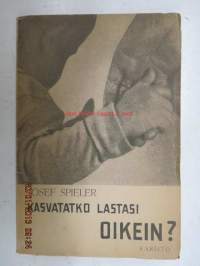 JOSEF SPIELER
KASVATATKO LASTASI
OIKEIN?
KARISTO